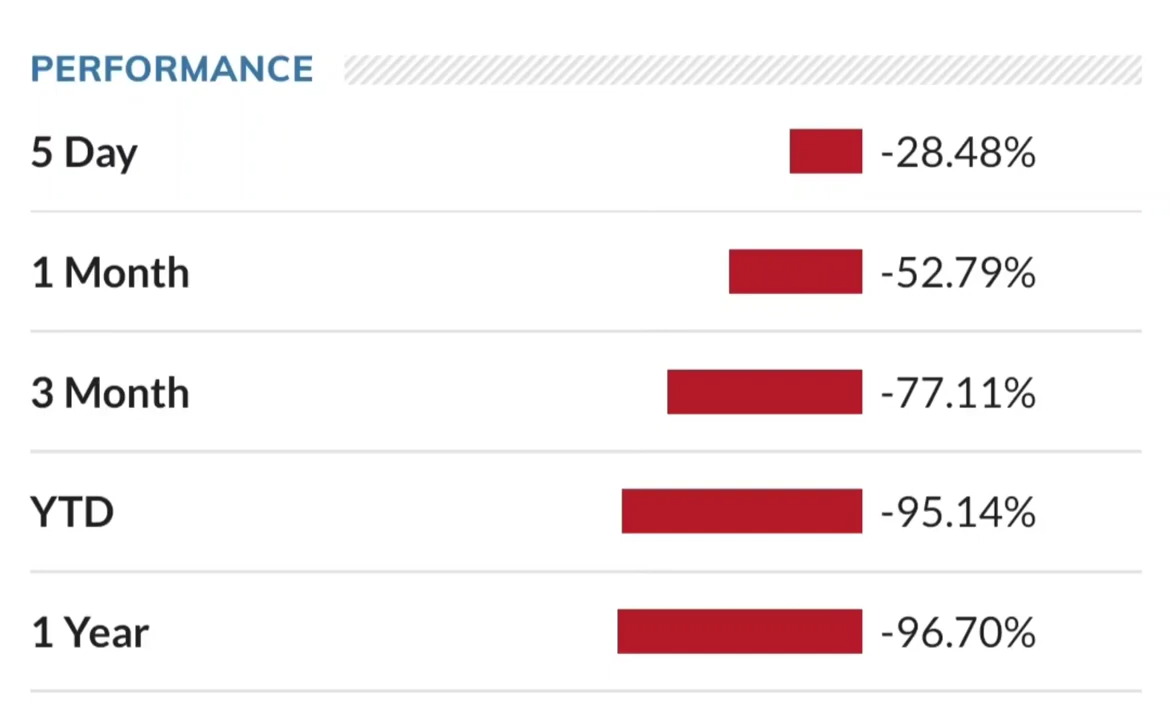 PERFORMANCE
5 Day -28.48%
1 Month -52.79%
3 Month -77.11%
YTD -95.14%
1 Year -96.70%